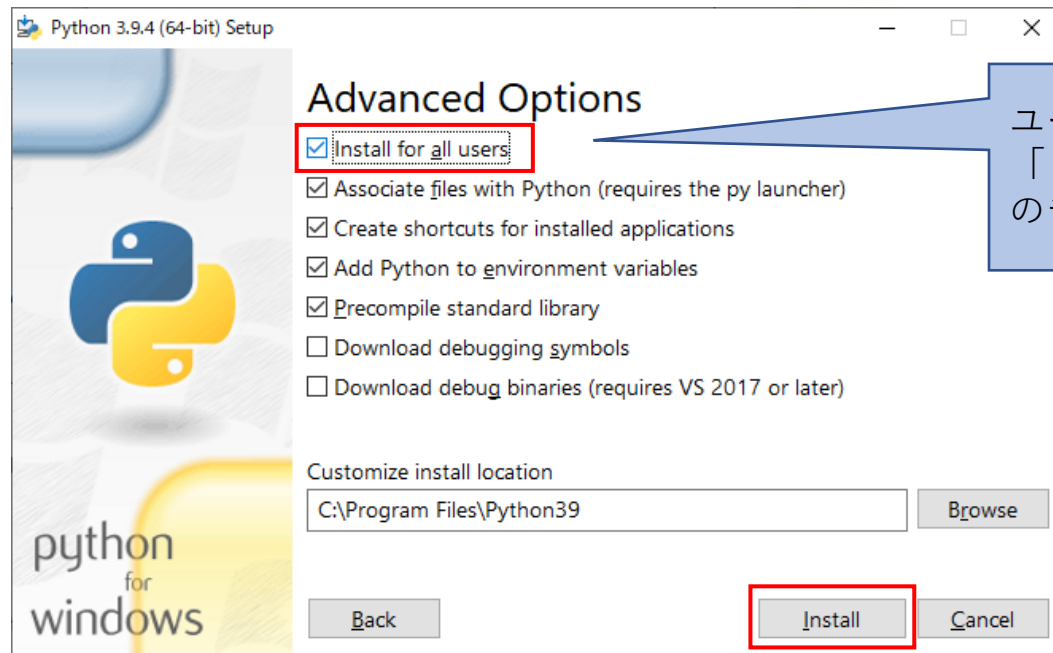 Python 3.9.4 (64-bit) Setup
Advanced Options
Install for all users
Associate files with Python (requires the py launcher)
Create shortcuts for installed applications
Add Python to environment variables
Precompile standard library
Download debugging symbols
Download debug binaries (requires VS 2017 or later)
Customize install location
C:\Program Files\Python39
Browse
python
for
windows
Back
Install
Cancel
ユ
「
の